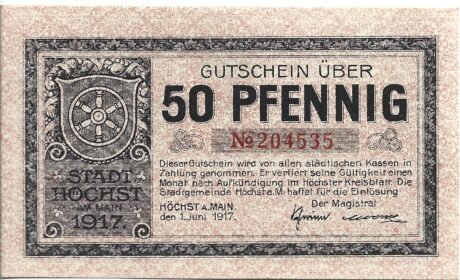 GUTSCHEIN ÜBER
50 PFENNIG
№204535
Dieser Gutschein wird von allen städtischen Kassen in
Zahlung genommen. Er verliert seine Gültigkeit einen
Monat nach Aufkündigung im Höchster Kreisblatt. Die
Stadtgemeinde Höchst a.M. haftet für die Einlösung
HÖCHST A. MAIN.
den 1. Juni 1917.
Der Magistrat
STADT
HÖCHST
AM MAIN
1917.